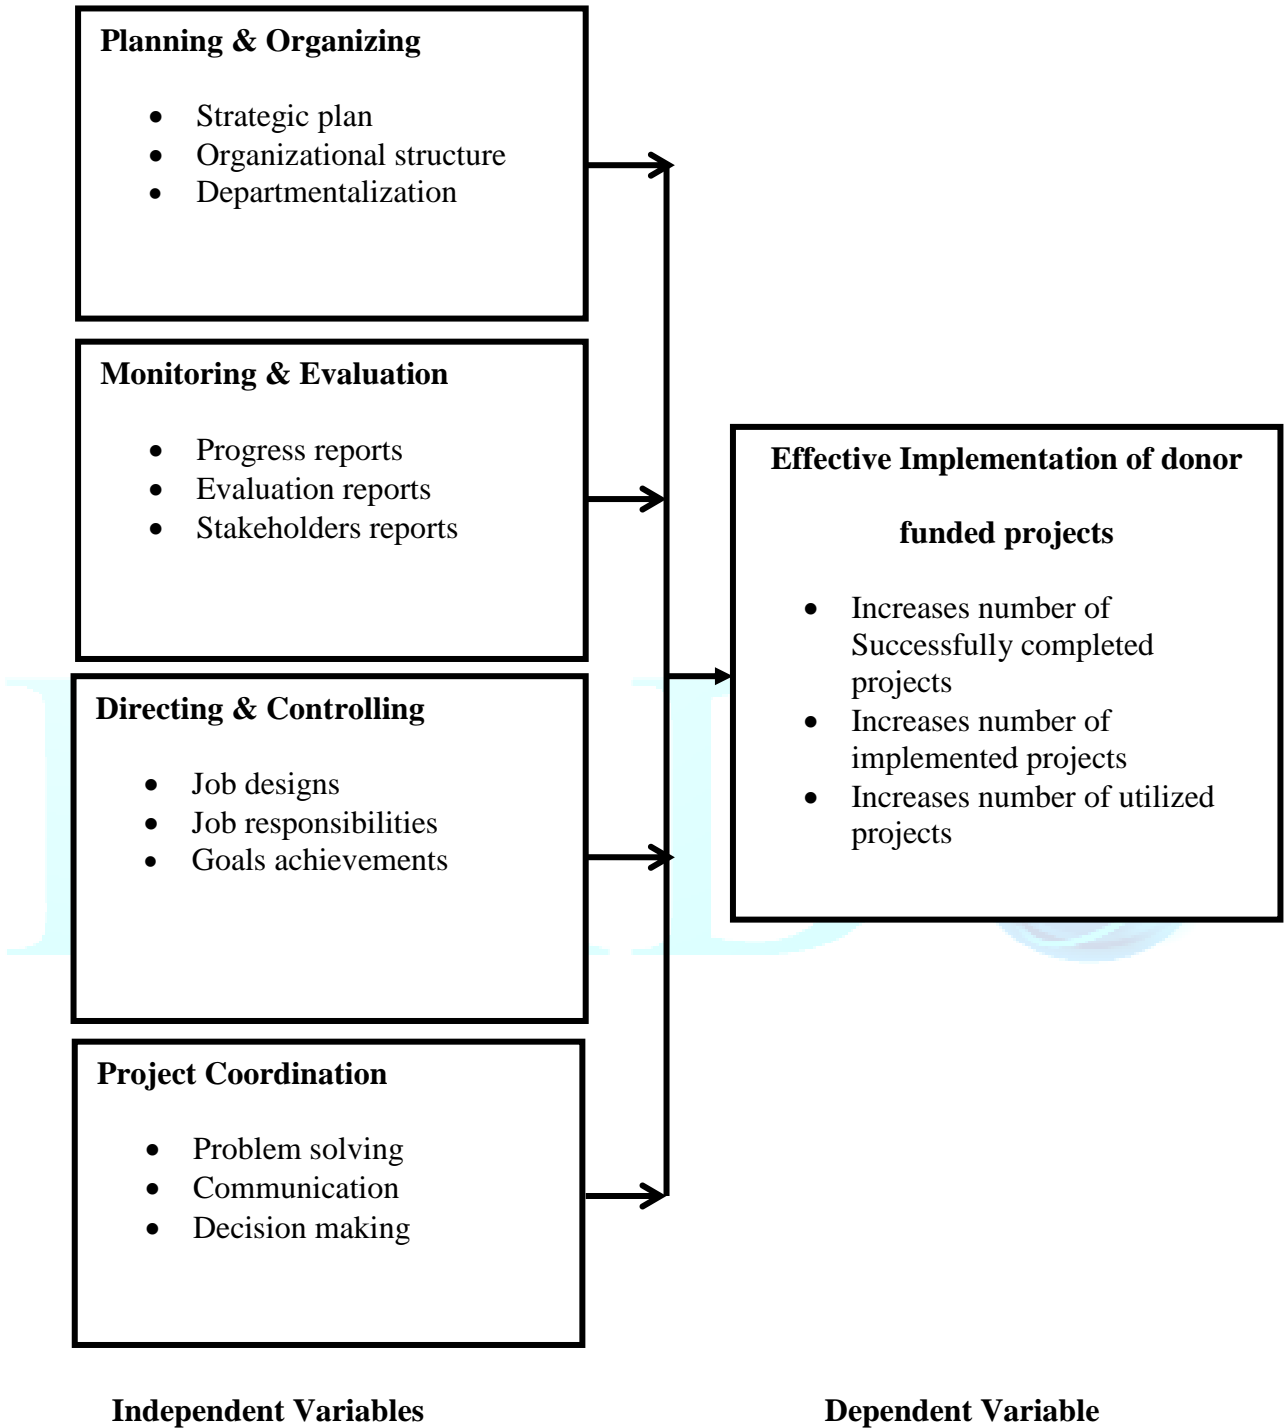 Planning & Organizing
• Strategic plan
• Organizational structure
• Departmentalization
Monitoring & Evaluation
• Progress reports
• Evaluation reports
• Stakeholders reports
Directing & Controlling
• Job designs
• Job responsibilities
• Goals achievements
Project Coordination
• Problem solving
• Communication
• Decision making
Effective Implementation of donor
funded projects
• Increases number of
Successfully completed
projects
• Increases number of
implemented projects
• Increases number of utilized
projects
Independent Variables
Dependent Variable